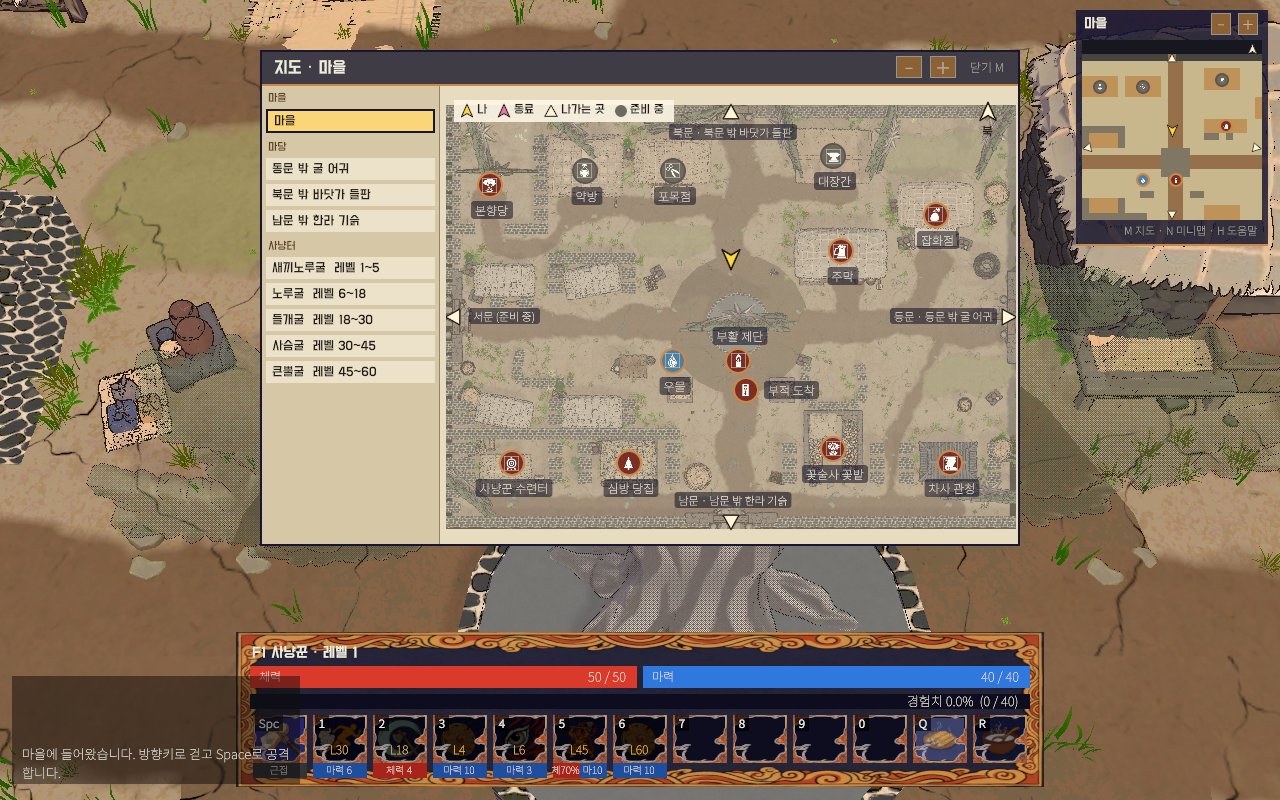 지도 · 마을
닫기 M
마을
마을
마당
동문 밖 굴 어귀
북문 밖 바닷가 들판
남문 밖 한라 기슭
사냥터
새끼노루굴 레벨 1~5
노루굴 레벨 6~18
들개굴 레벨 18~30
사슴굴 레벨 30~45
큰뿔굴 레벨 45~60
나
동료
나가는 곳
준비 중
북문 · 북문 밖 바닷가 들판
북
본향당
약방
포목점
대장간
잡화점
주막
서문 (준비 중)
동문 · 동문 밖 굴 어귀
부활 제단
우물
부적 도착
사냥꾼 수련터
심방 당집
꽃술사 꽃밭
차사 관청
남문 · 남문 밖 한라 기슭
마을
M 지도 · N 미니맵 · H 도움말
F1 사냥꾼 · 레벨 1
체력
50 / 50
마력
40 / 40
경험치 0.0% (0 / 40)
Spc
근접
1
L30
마력 6
2
L18
체력 4
3
L4
마력 10
4
L6
마력 3
5
L45
체70% 마10
6
L60
마력 10
7
8
9
0
Q
R
마을에 들어왔습니다. 방향키로 걷고 Space로 공격
합니다.